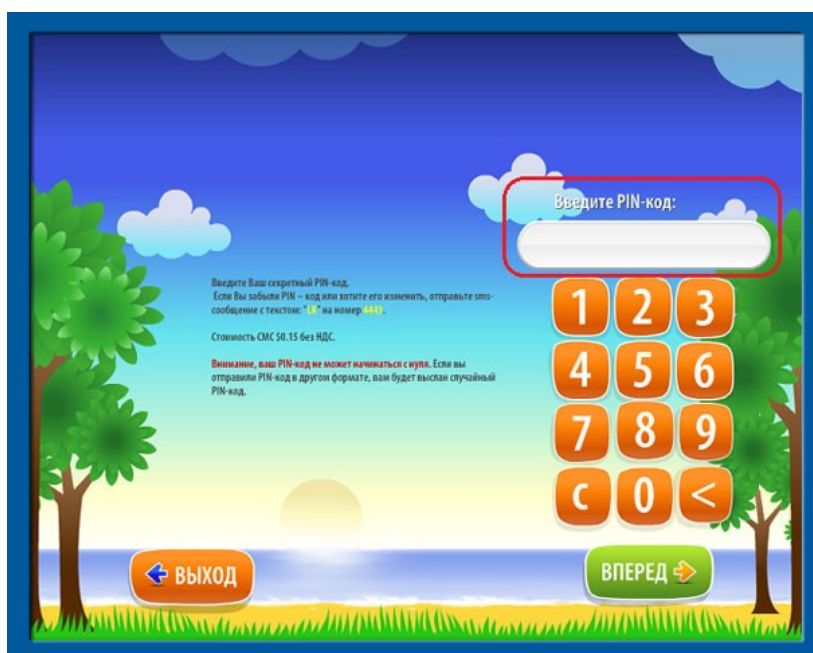 Введите PIN-код:
Введите Ваш секретный PIN-код.
Если Вы забыли PIN – код или хотите его изменить, отправьте sms-
сообщение с текстом: "LK" на номер 4443.
Стоимость СМС $0.15 без НДС.
Внимание, ваш PIN-код не может начинаться с нуля. Если вы
отправили PIN-код в другом формате, вам будет выслан случайный
PIN-код.
1 2 3
4 5 6
7 8 9
С 0 <
ВЫХОД
ВПЕРЕД